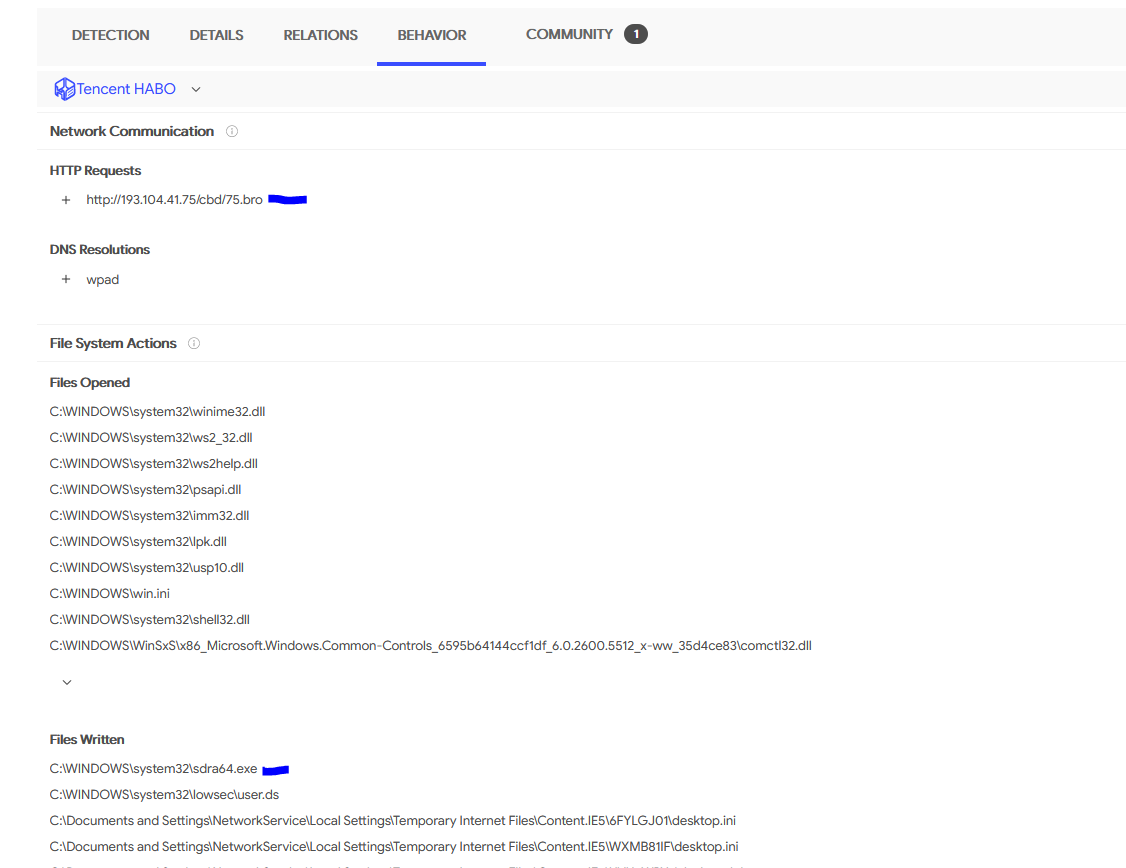 DETECTION DETAILS RELATIONS BEHAVIOR COMMUNITY 1
Tencent HABO
Network Communication
HTTP Requests
+ http://193.104.41.75/cbd/75.bro
DNS Resolutions
+ wpad
File System Actions
Files Opened
C:\WINDOWS\system32\winime32.dll
C:\WINDOWS\system32\ws2_32.dll
C:\WINDOWS\system32\ws2help.dll
C:\WINDOWS\system32\psapi.dll
C:\WINDOWS\system32\imm32.dll
C:\WINDOWS\system32\lpk.dll
C:\WINDOWS\system32\usp10.dll
C:\WINDOWS\win.ini
C:\WINDOWS\system32\shell32.dll
C:\WINDOWS\WinSxS\x86_Microsoft.Windows.Common-Controls_6595b64144ccf1df_6.0.2600.5512_x-ww_35d4ce83\comctl32.dll
Files Written
C:\WINDOWS\system32\sdra64.exe
C:\WINDOWS\system32\lowsec\user.ds
C:\Documents and Settings\NetworkService\Local Settings\Temporary Internet Files\Content.IE5\6FYLGJ01\desktop.ini
C:\Documents and Settings\NetworkService\Local Settings\Temporary Internet Files\Content.IE5\WXMB81IF\desktop.ini